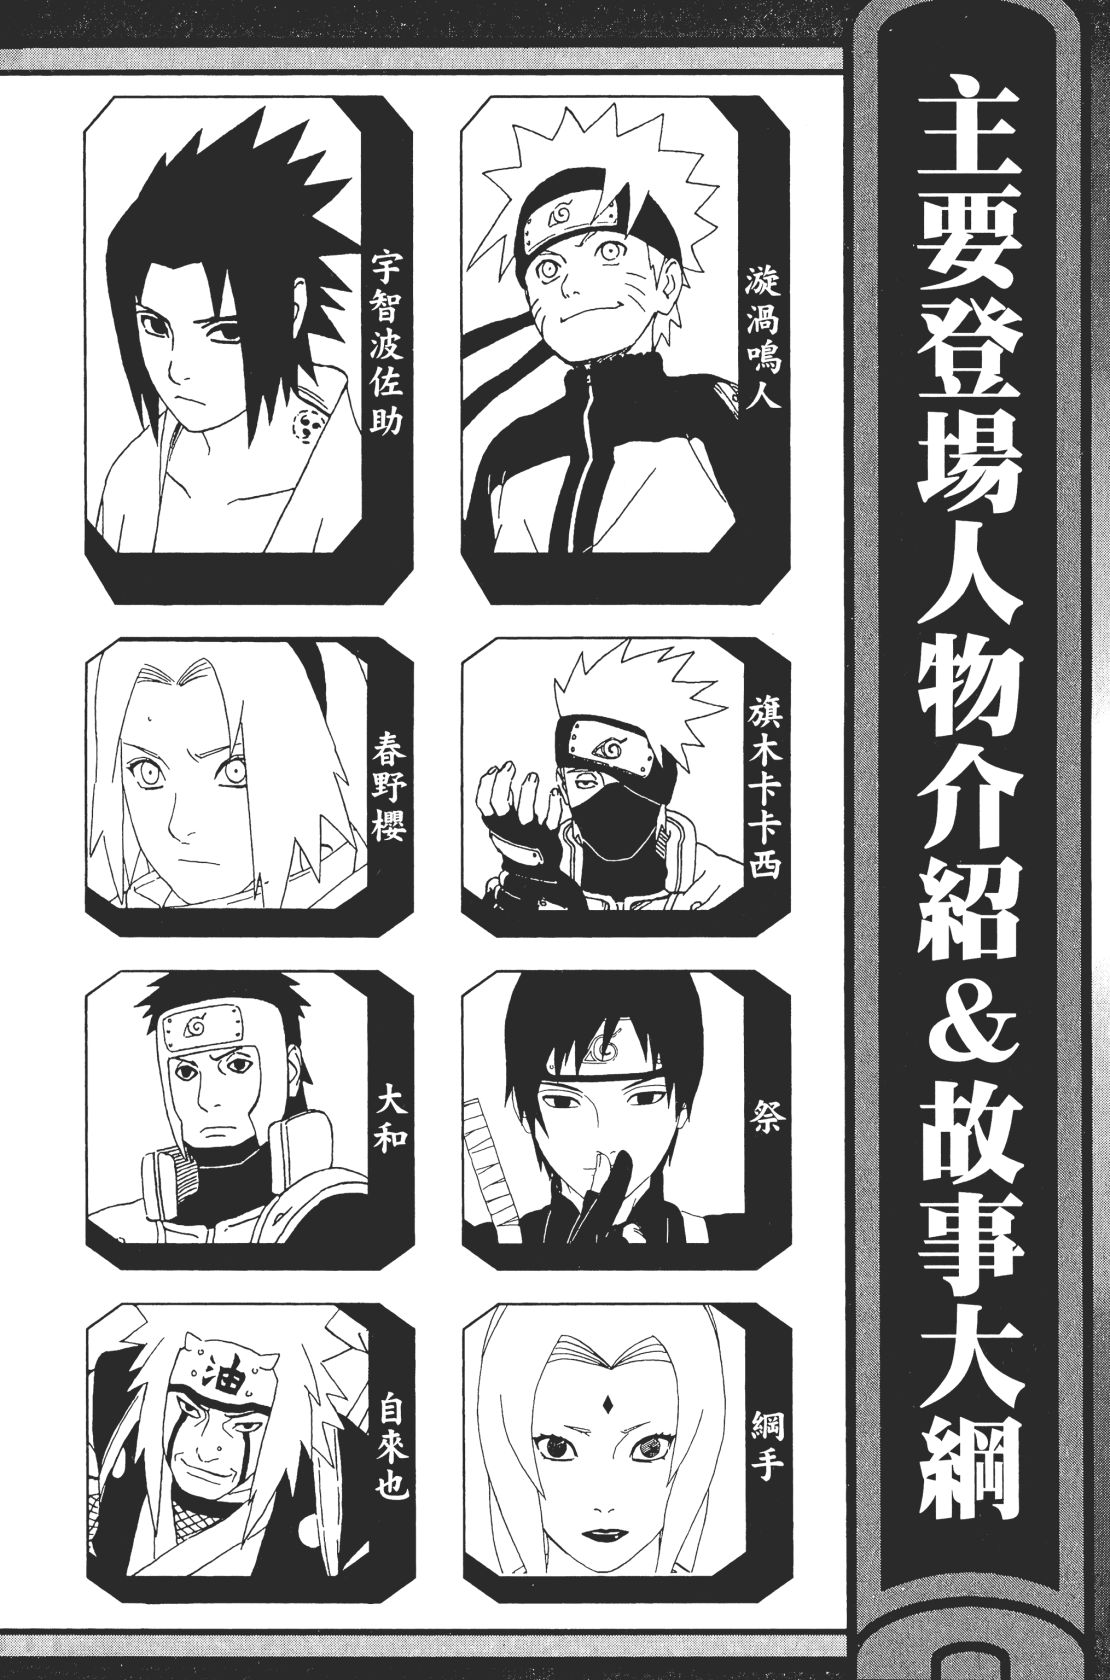 主要登場人物介紹&故事大綱
漩渦鳴人
宇智波佐助
旗木卡卡西
春野櫻
祭
大和
綱手
自來也
油